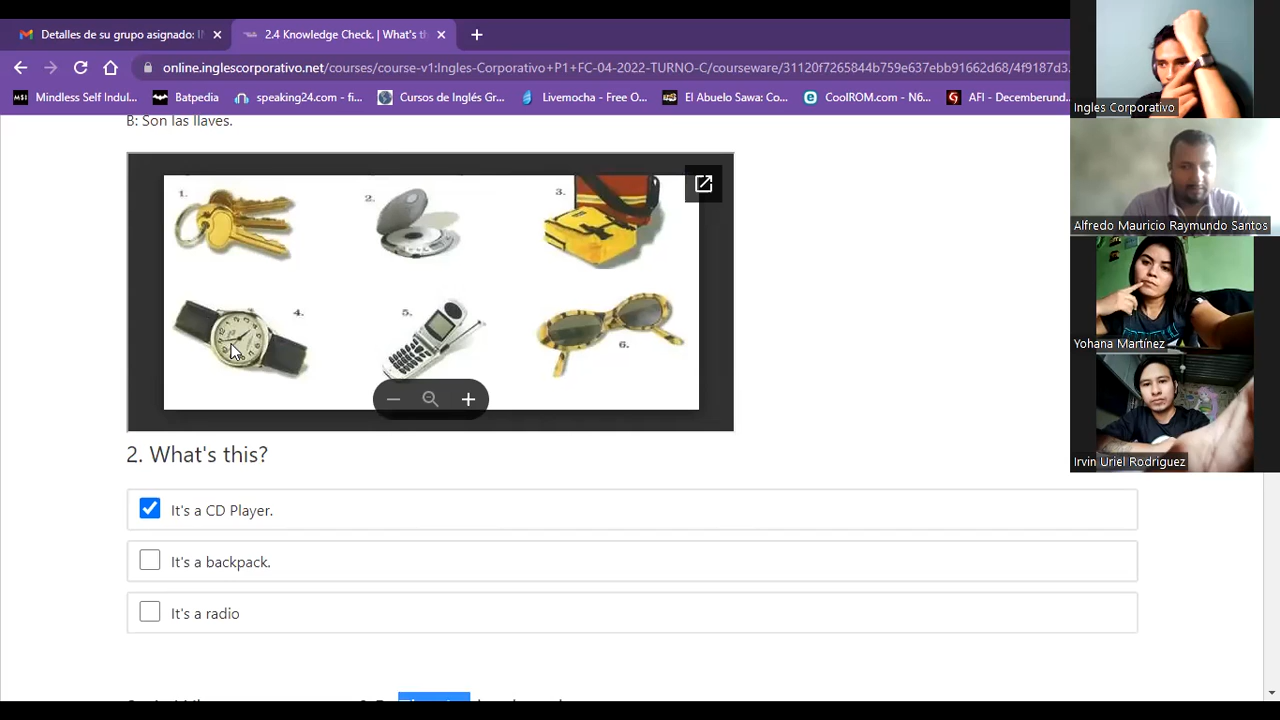 Detalles de su grupo asignado: I
2.4 Knowledge Check. | What's th
online.inglescorporativo.net/courses/course-v1:Ingles-Corporativo+P1+FC-04-2022-TURNO-C/courseware/31120f7265844b759e637ebb91662d68/4f9187d3.
Mindless Self Indul...
Batpedia
speaking24.com - fi...
Cursos de Inglés Gr...
Livemocha - Free O...
El Abuelo Sawa: Co...
CoolROM.com - N6...
AFI - Decemberund...
B: Son las llaves.
1.
2.
3.
4.
5.
6.
2. What's this?
It's a CD Player.
It's a backpack.
It's a radio
Ingles Corporativo
Alfredo Mauricio Raymundo Santos
Yohana Martínez
Irvin Uriel Rodriguez